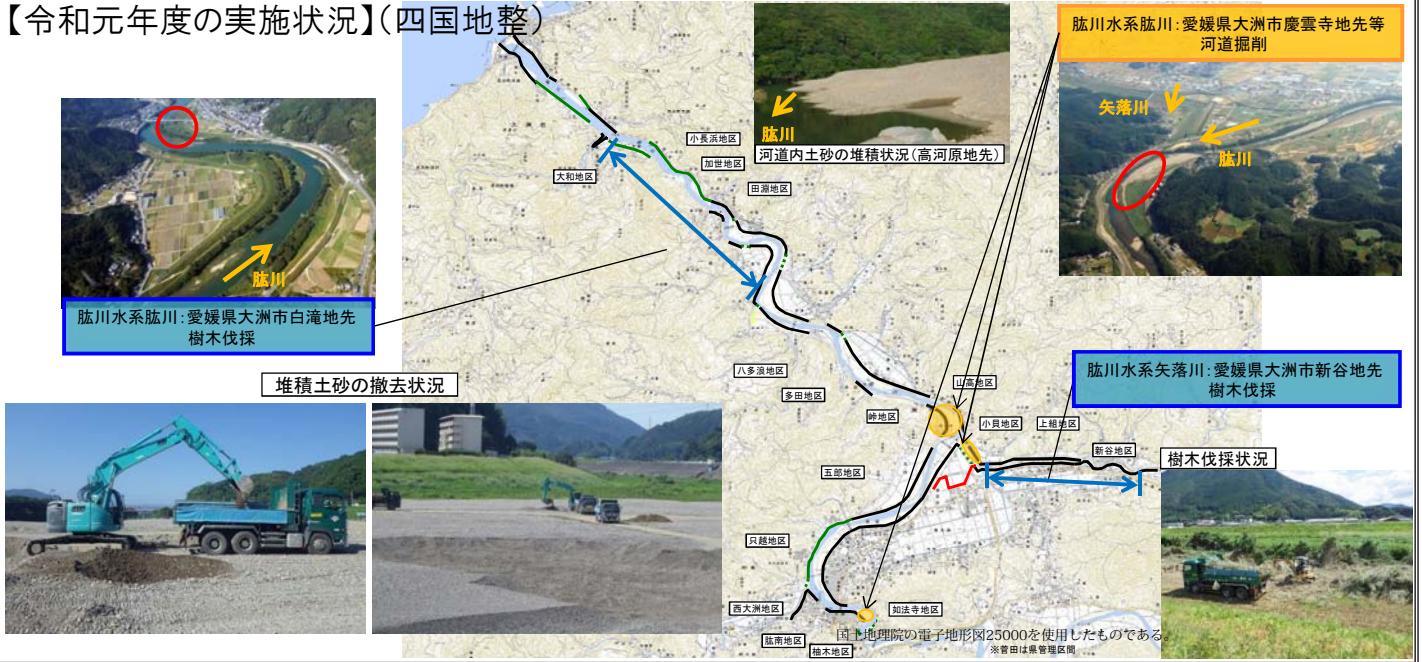 【令和元年度の実施状況】(四国地整)
肱川水系肱川:愛媛県大洲市慶雲寺地先等
河道掘削
矢落川
肱川
肱川
河道内土砂の堆積状況(高河原地先)
肱川
肱川水系肱川:愛媛県大洲市白滝地先
樹木伐採
小長浜地区
加世地区
大和地区
田淵地区
堆積土砂の撤去状況
八多浪地区
多田地区
峠地区
山高地区
小貝地区
上組地区
新谷地区
肱川水系矢落川:愛媛県大洲市新谷地先
樹木伐採
樹木伐採状況
五郎地区
只越地区
西大洲地区
如法寺地区
肱南地区
柚木地区
国土地理院の電子地形図25000を使用したものである。
※菅田は県管理区間